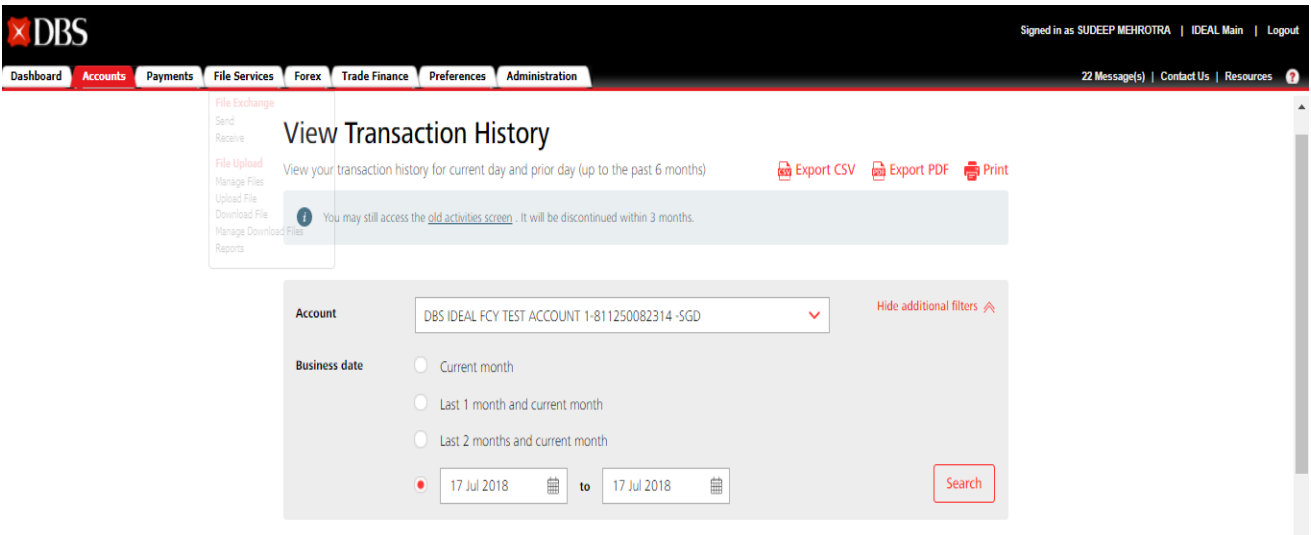 DBS
Signed in as SUDEEP MEHROTRA | IDEAL Main | Logout
Dashboard Accounts Payments File Services Forex Trade Finance Preferences Administration
22 Message(s) | Contact Us | Resources ?
File Exchange
Send
Receive
File Upload
Manage Files
Upload File
Download File
Manage Download Files
Reports
View Transaction History
View your transaction history for current day and prior day (up to the past 6 months)
Export CSV Export PDF Print
You may still access the old activities screen . It will be discontinued within 3 months.
Account DBS IDEAL FCY TEST ACCOUNT 1-811250082314 -SGD Hide additional filters
Business date Current month
Last 1 month and current month
Last 2 months and current month
17 Jul 2018 to 17 Jul 2018 Search